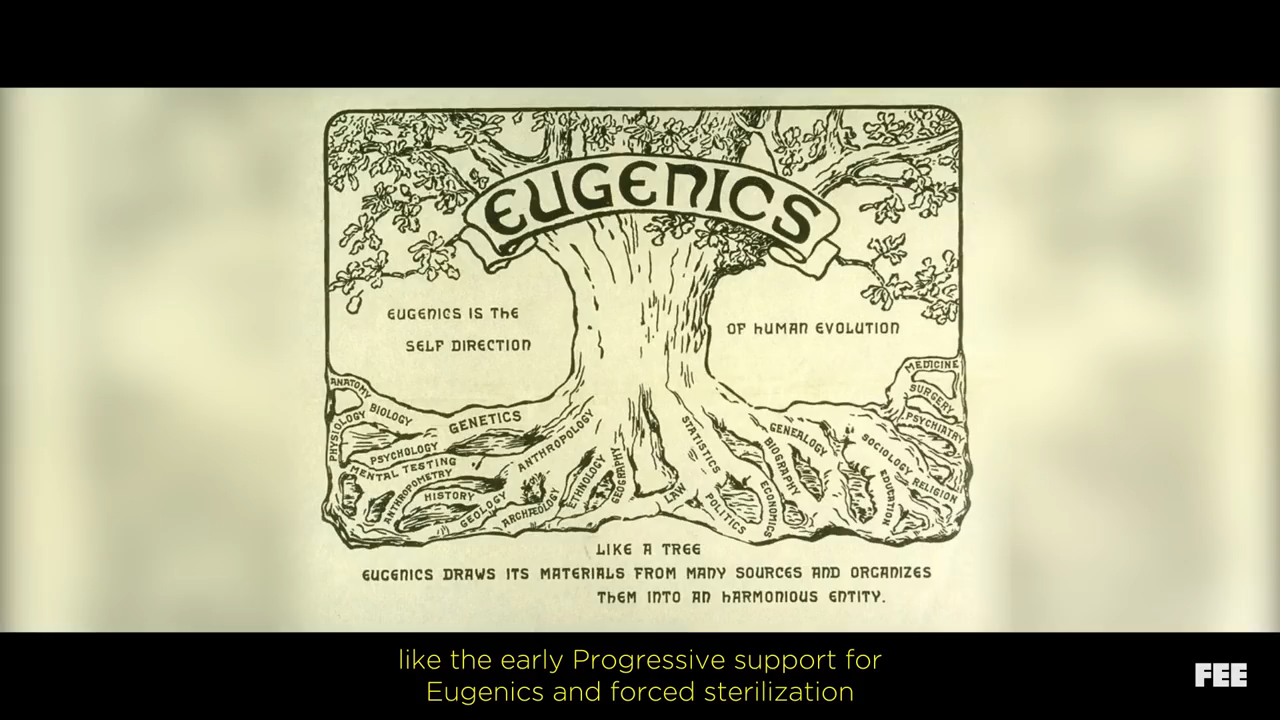 EUGENICS
EUGENICS IS THE
SELF DIRECTION
OF HUMAN EVOLUTION
ANATOMY
PHYSIOLOGY
BIOLOGY
GENETICS
PSYCHOLOGY
MENTAL TESTING
ANTHROPOMETRY
HISTORY
GEOLOGY
ANTHROPOLOGY
ARCHÆOLOGY
ETHNOLOGY
GEOGRAPHY
LAW
STATISTICS
POLITICS
ECONOMICS
BIOGRAPHY
GENEALOGY
SOCIOLOGY
EDUCATION
RELIGION
PSYCHIATRY
SURGERY
MEDICINE
LIKE A TREE
EUGENICS DRAWS ITS MATERIALS FROM MANY SOURCES AND ORGANIZES
THEM INTO AN HARMONIOUS ENTITY.
like the early Progressive support for
Eugenics and forced sterilization
FEE